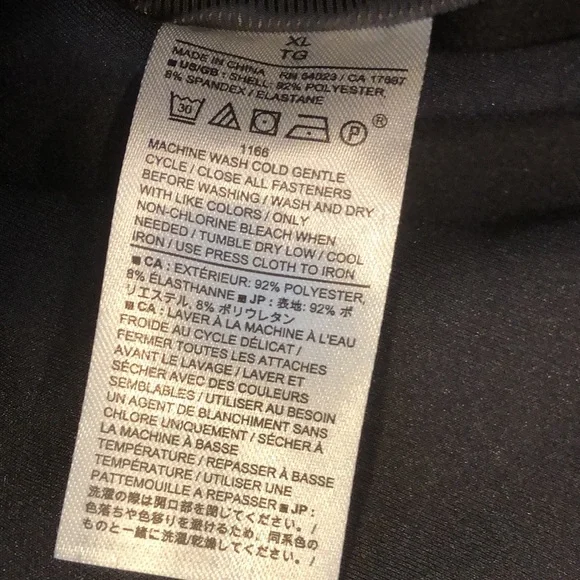 XL
TG
MADE IN CHINA RN 54023 / CA 17897
■ US/GB : SHELL: 92% POLYESTER,
8% SPANDEX / ELASTANE
30 P ®
1166
MACHINE WASH COLD GENTLE
CYCLE / CLOSE ALL FASTENERS
BEFORE WASHING / WASH AND DRY
WITH LIKE COLORS / ONLY
NON-CHLORINE BLEACH WHEN
NEEDED / TUMBLE DRY LOW / COOL
IRON / USE PRESS CLOTH TO IRON
■ CA : EXTÉRIEUR: 92% POLYESTER,
8% ÉLASTHANNE ■ JP : 表地: 92% ポ
リエステル, 8% ポリウレタン
■ CA : LAVER À LA MACHINE À L'EAU
FROIDE AU CYCLE DÉLICAT /
FERMER TOUTES LES ATTACHES
AVANT LE LAVAGE / LAVER ET
SÉCHER AVEC DES COULEURS
SEMBLABLES / UTILISER AU BESOIN
UN AGENT DE BLANCHIMENT SANS
CHLORE UNIQUEMENT / SÉCHER À
LA MACHINE À BASSE
TEMPÉRATURE / REPASSER À BASSE
TEMPÉRATURE / UTILISER UNE
PATTEMOUILLE A REPASSER ■ JP :
洗濯の際は開口部を閉じてください。/
色落ちや色移りを避けるため、同系色の
ものと一緒に洗濯/乾燥してください。/